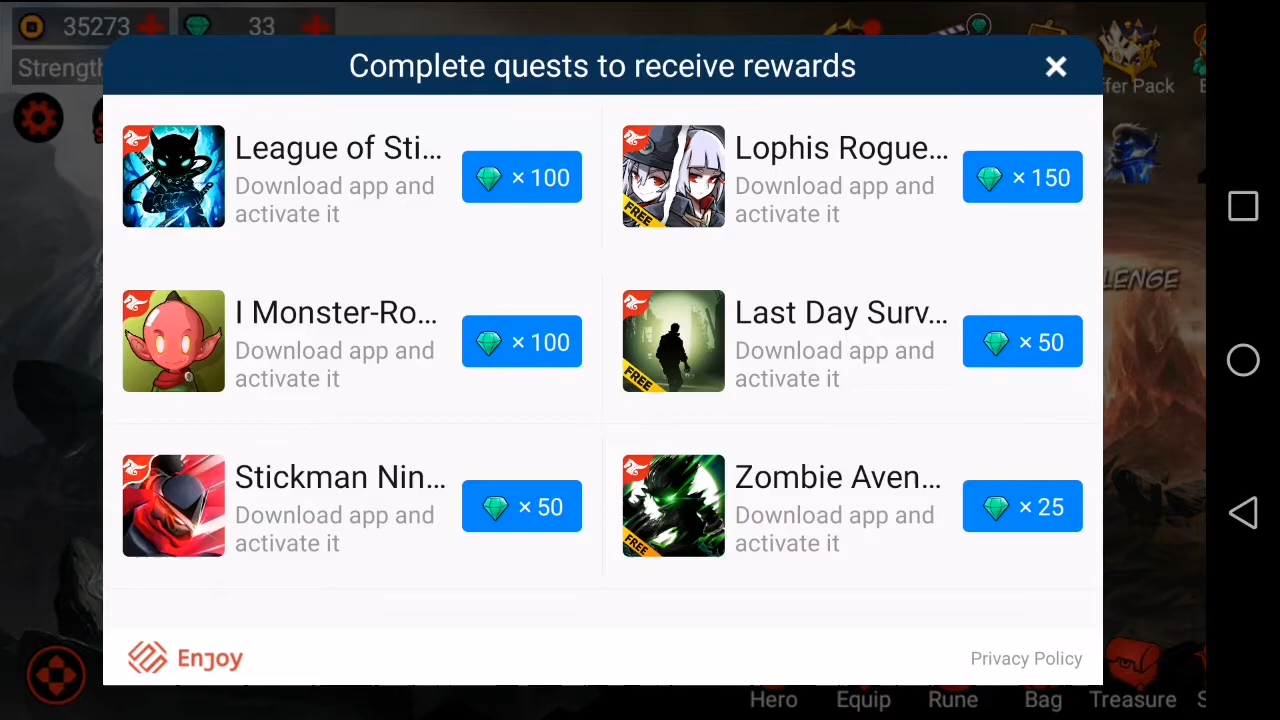 35273
33
Strength
fer Pack
Complete quests to receive rewards
League of Sti...
Download app and
activate it
× 100
Lophis Rogue...
Download app and
activate it
× 150
FREE
LENGE
I Monster-Ro...
Download app and
activate it
× 100
Last Day Surv...
Download app and
activate it
× 50
FREE
Stickman Nin...
Download app and
activate it
× 50
Zombie Aven...
Download app and
activate it
× 25
FREE
Enjoy
Privacy Policy
Hero Equip Rune Bag Treasure